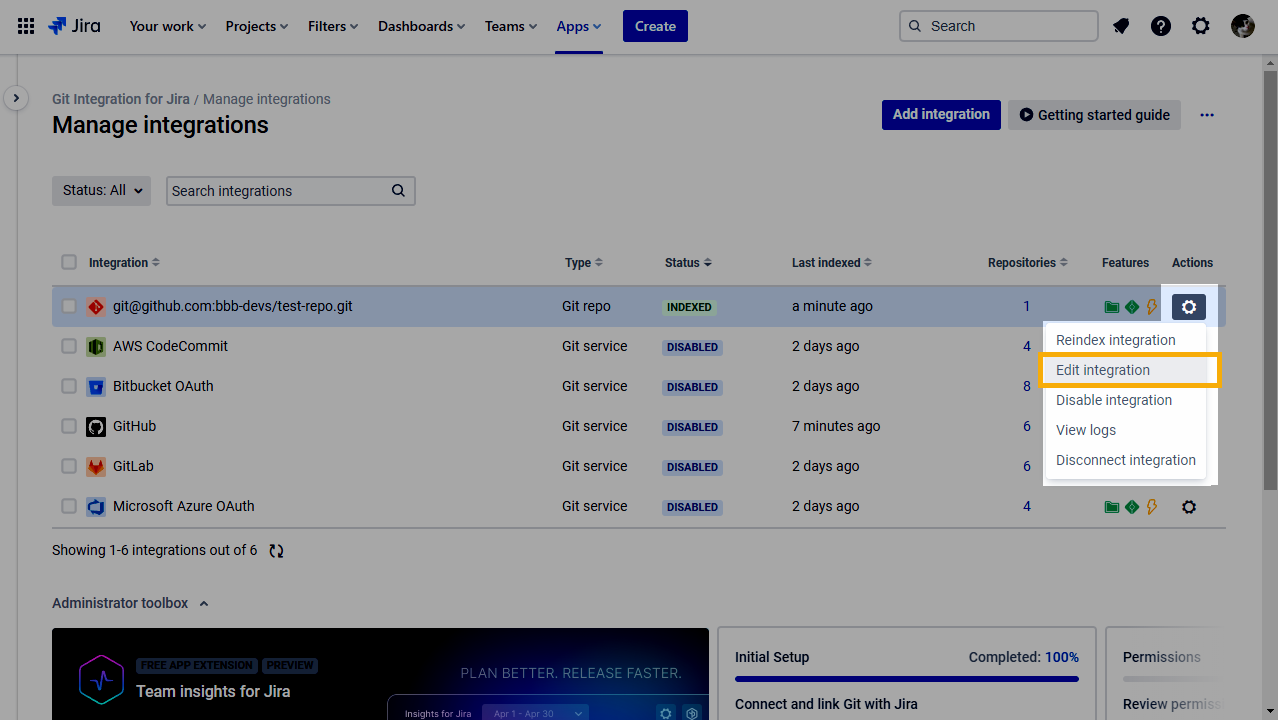 Jira Your work Projects Filters Dashboards Teams Apps Create Search
Git Integration for Jira / Manage integrations
Manage integrations
Add integration Getting started guide
Status: All Search integrations
Integration Type Status Last indexed Repositories Features Actions
git@github.com:bbb-devs/test-repo.git Git repo INDEXED a minute ago 1
Reindex integration
AWS CodeCommit Git service DISABLED 2 days ago 4
Edit integration
Bitbucket OAuth Git service DISABLED 2 days ago 8
Disable integration
GitHub Git service DISABLED 7 minutes ago 6
View logs
GitLab Git service DISABLED 2 days ago 6
Disconnect integration
Microsoft Azure OAuth Git service DISABLED 2 days ago 4
Showing 1-6 integrations out of 6
Administrator toolbox
FREE APP EXTENSION PREVIEW
Team insights for Jira
PLAN BETTER. RELEASE FASTER.
Insights for Jira Apr 1 - Apr 30
Initial Setup Completed: 100%
Connect and link Git with Jira
Permissions
Review permiss